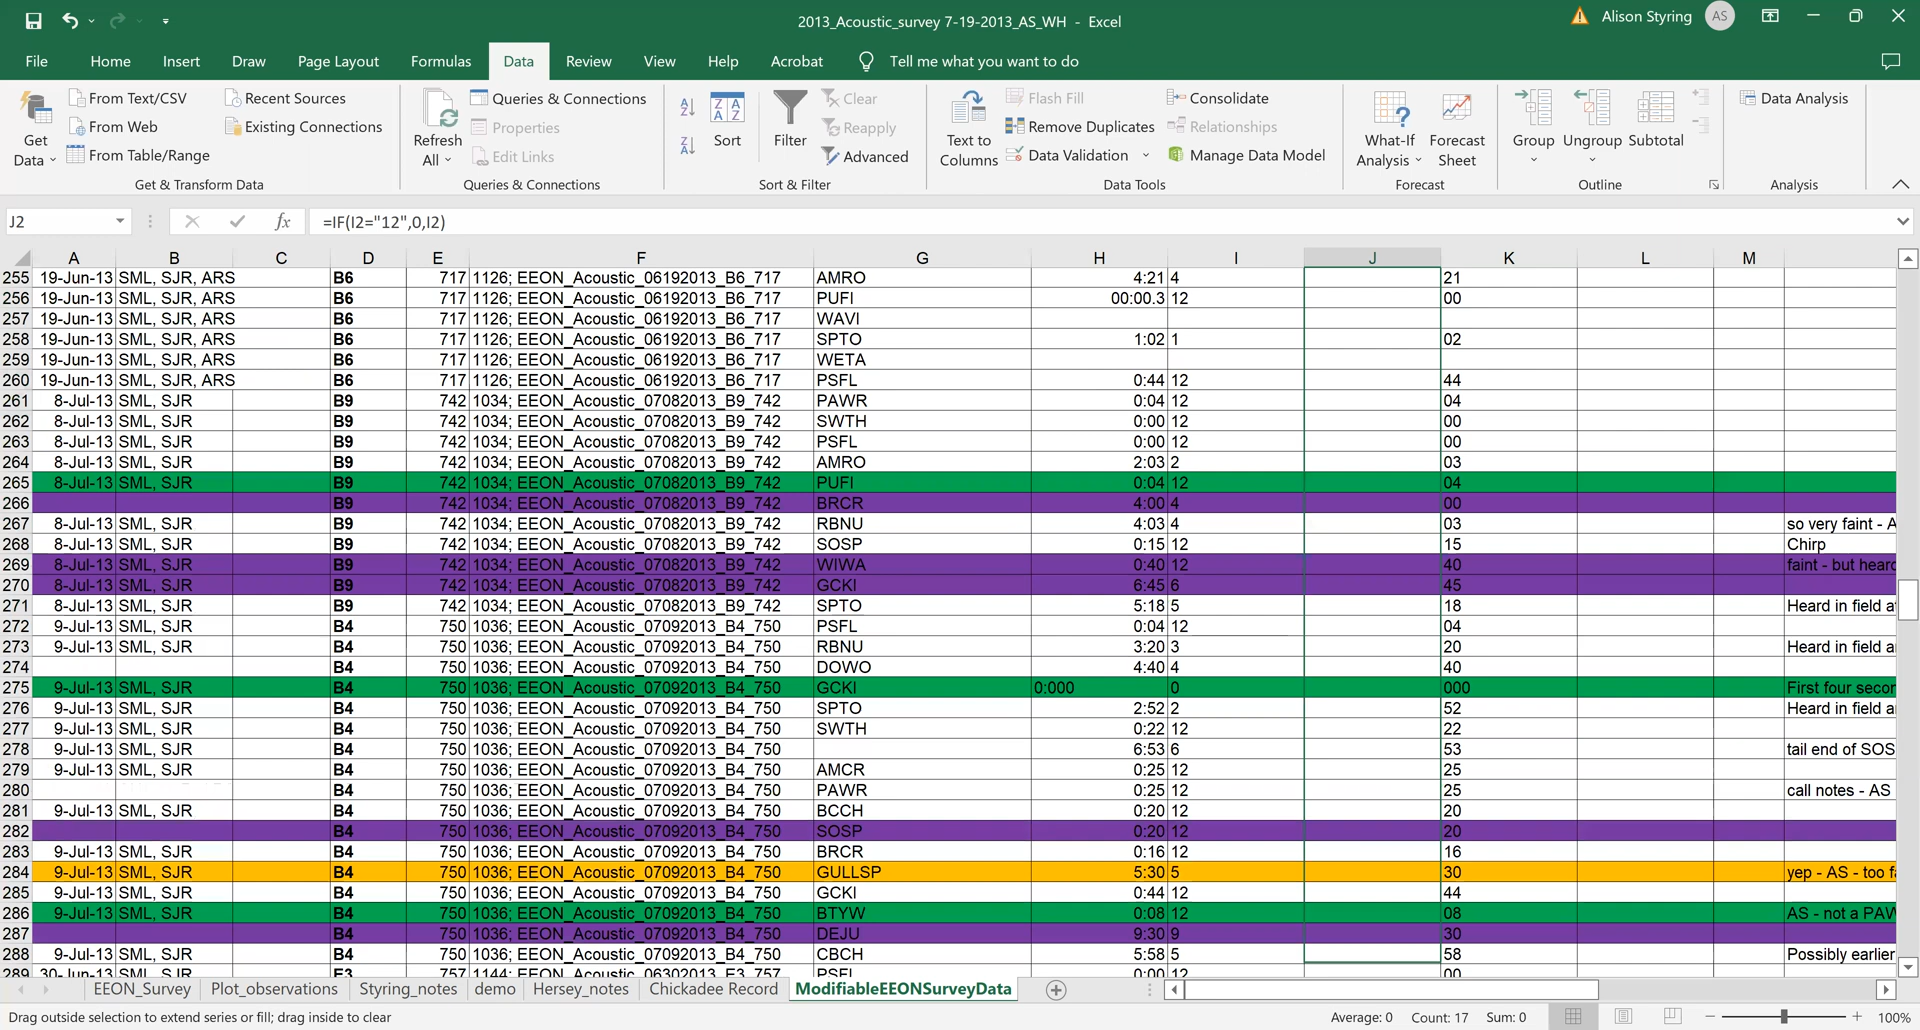 2013_Acoustic_survey 7-19-2013_AS_WH - Excel
Alison Styring AS
File Home Insert Draw Page Layout Formulas Data Review View Help Acrobat Tell me what you want to do
Get Data
From Text/CSV
From Web
From Table/Range
Recent Sources
Existing Connections
Get & Transform Data
Refresh All
Queries & Connections
Properties
Edit Links
Queries & Connections
Sort
Filter
Clear
Reapply
Advanced
Sort & Filter
Text to Columns
Flash Fill
Remove Duplicates
Data Validation
Consolidate
Relationships
Manage Data Model
Data Tools
What-If Analysis
Forecast Sheet
Forecast
Group
Ungroup
Subtotal
Outline
Data Analysis
Analysis
J2 fx =IF(I2="12",0,I2)
A B C D E F G H I J K L M
255 19-Jun-13 SML, SJR, ARS B6 717 1126; EEON_Acoustic_06192013_B6_717 AMRO 4:21 4 21
256 19-Jun-13 SML, SJR, ARS B6 717 1126; EEON_Acoustic_06192013_B6_717 PUFI 00:00.3 12 00
257 19-Jun-13 SML, SJR, ARS B6 717 1126; EEON_Acoustic_06192013_B6_717 WAVI
258 19-Jun-13 SML, SJR, ARS B6 717 1126; EEON_Acoustic_06192013_B6_717 SPTO 1:02 1 02
259 19-Jun-13 SML, SJR, ARS B6 717 1126; EEON_Acoustic_06192013_B6_717 WETA
260 19-Jun-13 SML, SJR, ARS B6 717 1126; EEON_Acoustic_06192013_B6_717 PSFL 0:44 12 44
261 8-Jul-13 SML, SJR B9 742 1034; EEON_Acoustic_07082013_B9_742 PAWR 0:04 12 04
262 8-Jul-13 SML, SJR B9 742 1034; EEON_Acoustic_07082013_B9_742 SWTH 0:00 12 00
263 8-Jul-13 SML, SJR B9 742 1034; EEON_Acoustic_07082013_B9_742 PSFL 0:00 12 00
264 8-Jul-13 SML, SJR B9 742 1034; EEON_Acoustic_07082013_B9_742 AMRO 2:03 2 03
265 8-Jul-13 SML, SJR B9 742 1034; EEON_Acoustic_07082013_B9_742 PUFI 0:04 12 04
266 B9 742 1034; EEON_Acoustic_07082013_B9_742 BRCR 4:00 4 00
267 8-Jul-13 SML, SJR B9 742 1034; EEON_Acoustic_07082013_B9_742 RBNU 4:03 4 03 so very faint - A
268 8-Jul-13 SML, SJR B9 742 1034; EEON_Acoustic_07082013_B9_742 SOSP 0:15 12 15 Chirp
269 8-Jul-13 SML, SJR B9 742 1034; EEON_Acoustic_07082013_B9_742 WIWA 0:40 12 40 faint - but heard
270 8-Jul-13 SML, SJR B9 742 1034; EEON_Acoustic_07082013_B9_742 GCKI 6:45 6 45
271 8-Jul-13 SML, SJR B9 742 1034; EEON_Acoustic_07082013_B9_742 SPTO 5:18 5 18 Heard in field a
272 9-Jul-13 SML, SJR B4 750 1036; EEON_Acoustic_07092013_B4_750 PSFL 0:04 12 04
273 9-Jul-13 SML, SJR B4 750 1036; EEON_Acoustic_07092013_B4_750 RBNU 3:20 3 20 Heard in field a
274 B4 750 1036; EEON_Acoustic_07092013_B4_750 DOWO 4:40 4 40
275 9-Jul-13 SML, SJR B4 750 1036; EEON_Acoustic_07092013_B4_750 GCKI 0:000 0 000 First four secor
276 9-Jul-13 SML, SJR B4 750 1036; EEON_Acoustic_07092013_B4_750 SPTO 2:52 2 52 Heard in field a
277 9-Jul-13 SML, SJR B4 750 1036; EEON_Acoustic_07092013_B4_750 SWTH 0:22 12 22
278 9-Jul-13 SML, SJR B4 750 1036; EEON_Acoustic_07092013_B4_750 6:53 6 53 tail end of SOS
279 9-Jul-13 SML, SJR B4 750 1036; EEON_Acoustic_07092013_B4_750 AMCR 0:25 12 25
280 B4 750 1036; EEON_Acoustic_07092013_B4_750 PAWR 0:25 12 25 call notes - AS
281 9-Jul-13 SML, SJR B4 750 1036; EEON_Acoustic_07092013_B4_750 BCCH 0:20 12 20
282 B4 750 1036; EEON_Acoustic_07092013_B4_750 SOSP 0:20 12 20
283 9-Jul-13 SML, SJR B4 750 1036; EEON_Acoustic_07092013_B4_750 BRCR 0:16 12 16
284 9-Jul-13 SML, SJR B4 750 1036; EEON_Acoustic_07092013_B4_750 GULLSP 5:30 5 30 yep - AS - too fa
285 9-Jul-13 SML, SJR B4 750 1036; EEON_Acoustic_07092013_B4_750 GCKI 0:44 12 44
286 9-Jul-13 SML, SJR B4 750 1036; EEON_Acoustic_07092013_B4_750 BTYW 0:08 12 08 AS - not a PAW
287 B4 750 1036; EEON_Acoustic_07092013_B4_750 DEJU 9:30 9 30
288 9-Jul-13 SML, SJR B4 750 1036; EEON_Acoustic_07092013_B4_750 CBCH 5:58 5 58 Possibly earlier
289 30-Jun-13 SML, SJR E3 757 1144; EEON_Acoustic_06302013_E3_757 PSFL 0:00 12 00
EEON_Survey Plot_observations Styring_notes demo Hersey_notes Chickadee Record ModifiableEEONSurveyData
Drag outside selection to extend series or fill; drag inside to clear Average: 0 Count: 17 Sum: 0 100%